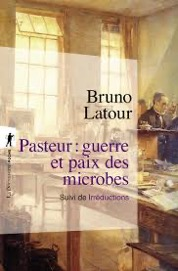 Bruno
Latour
Pasteur : guerre
et paix des
microbes
Suivi de Irréductions